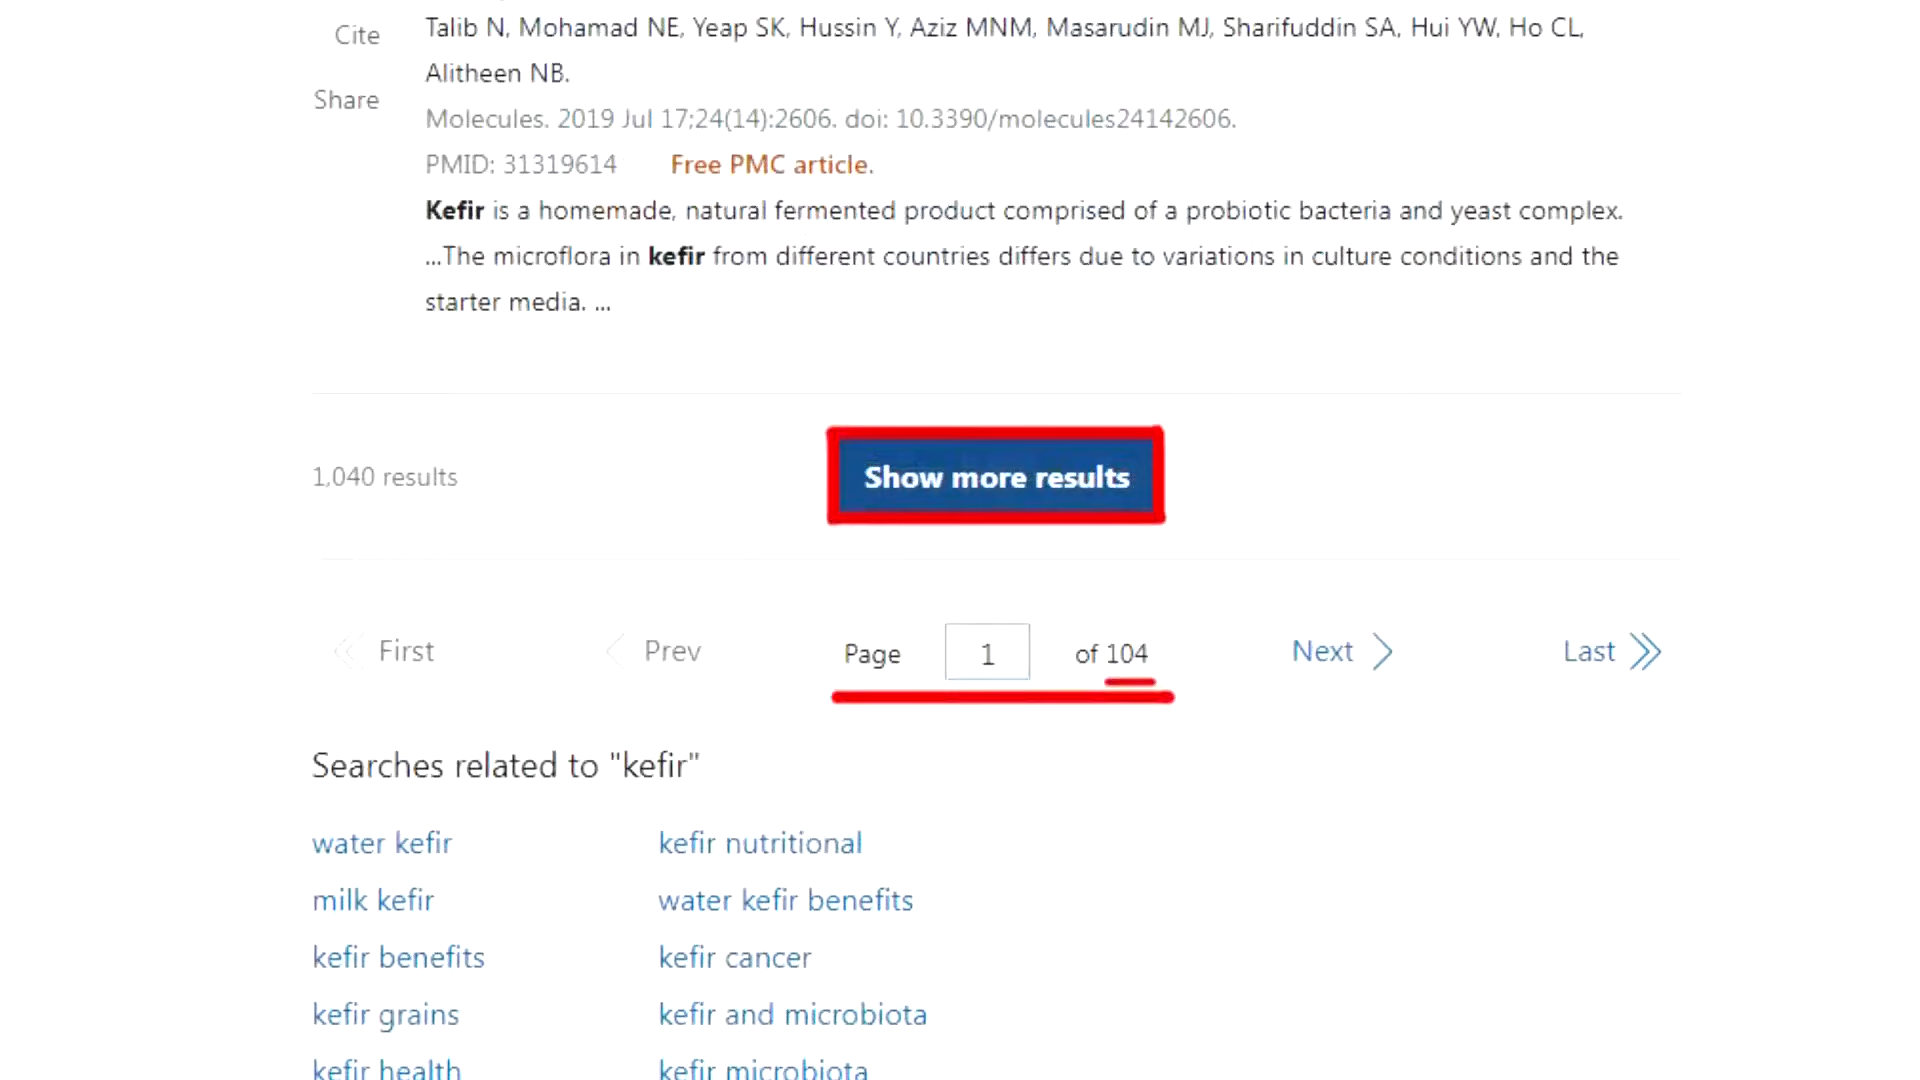 Cite
Share
Talib N, Mohamad NE, Yeap SK, Hussin Y, Aziz MNM, Masarudin MJ, Sharifuddin SA, Hui YW, Ho CL,
Alitheen NB.
Molecules. 2019 Jul 17;24(14):2606. doi: 10.3390/molecules24142606.
PMID: 31319614 Free PMC article.
Kefir is a homemade, natural fermented product comprised of a probiotic bacteria and yeast complex.
...The microflora in kefir from different countries differs due to variations in culture conditions and the
starter media. ...
1,040 results
Show more results
First Prev Page 1 of 104 Next Last
Searches related to "kefir"
water kefir
milk kefir
kefir benefits
kefir grains
kefir health
kefir nutritional
water kefir benefits
kefir cancer
kefir and microbiota
kefir microbiota